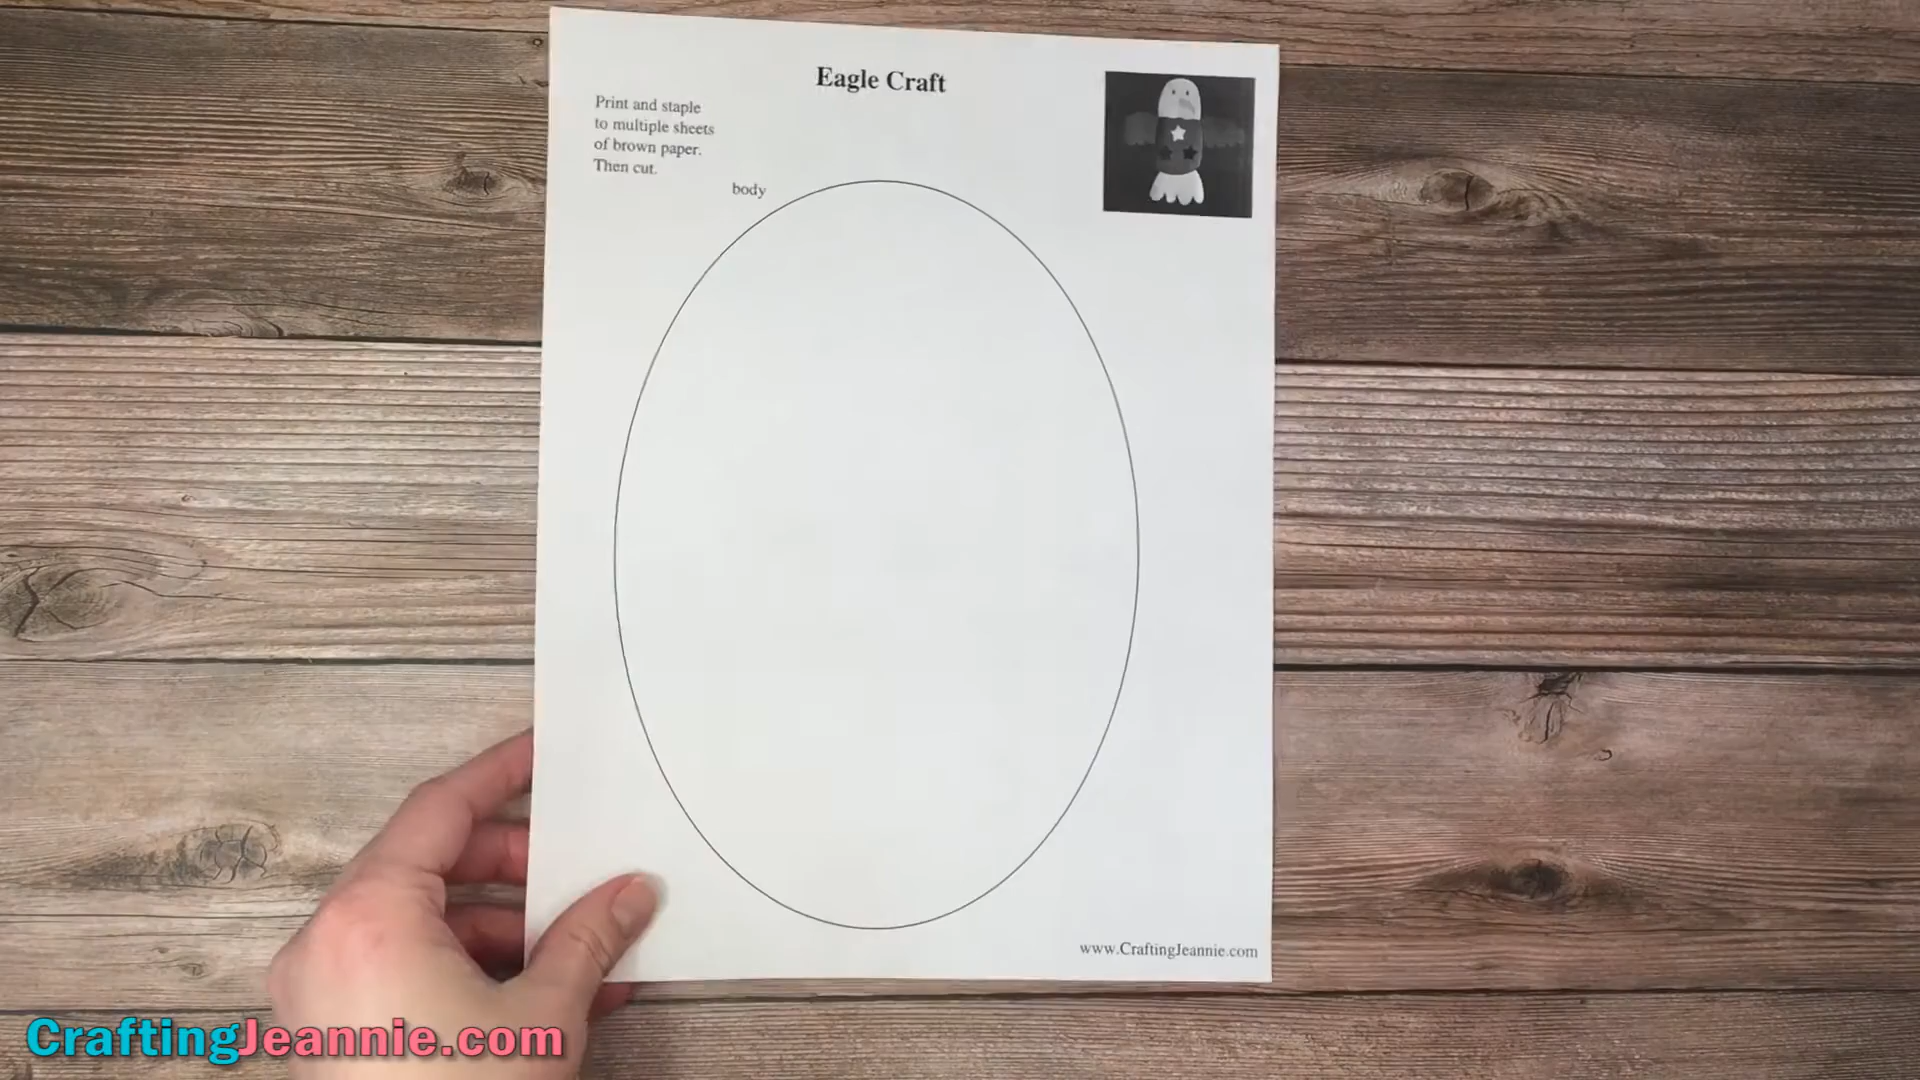 Eagle Craft
Print and staple
to multiple sheets
of brown paper.
Then cut.
body
www.CraftingJeannie.com
CraftingJeannie.com